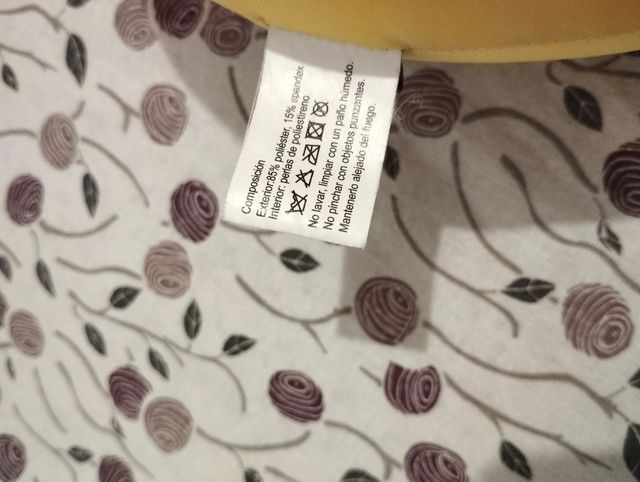 Composición
Exterior:85% poliéster, 15% spandax
Interior: perlas de poliestireno
No lavar, limpiar con un paño húmedo.
No pinchar con objetos punzantes.
Mantenerlo alejado del fuego.